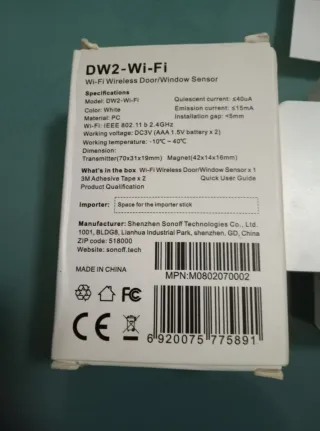 DW2-Wi-Fi
Wi-Fi Wireless Door/Window Sensor
Specifications
Model: DW2-Wi-Fi Quiescent current: ≤40uA
Color: White Emission current: ≤15mA
Material: PC Installation gap: <5mm
Wi-Fi: IEEE 802.11 b 2.4GHz
Working voltage: DC3V (AAA 1.5V battery x 2)
Working temperature: -10℃~ 40℃
Dimension:
Transmitter(70x31x19mm) Magnet(42x14x16mm)
What's in the box Wi-Fi Wireless Door/Window Sensor x 1
3M Adhesive Tape x 2 Quick User Guide
Product Qualification
Importer: Space for the importer stick
Manufacturer: Shenzhen Sonoff Technologies Co., Ltd.
1001, BLDG8, Lianhua Industrial Park, shenzhen, GD, China
ZIP code: 518000
Website: sonoff.tech
MADE IN CHINA
MPN:M0802070002
FC
CE
6 920075 775891